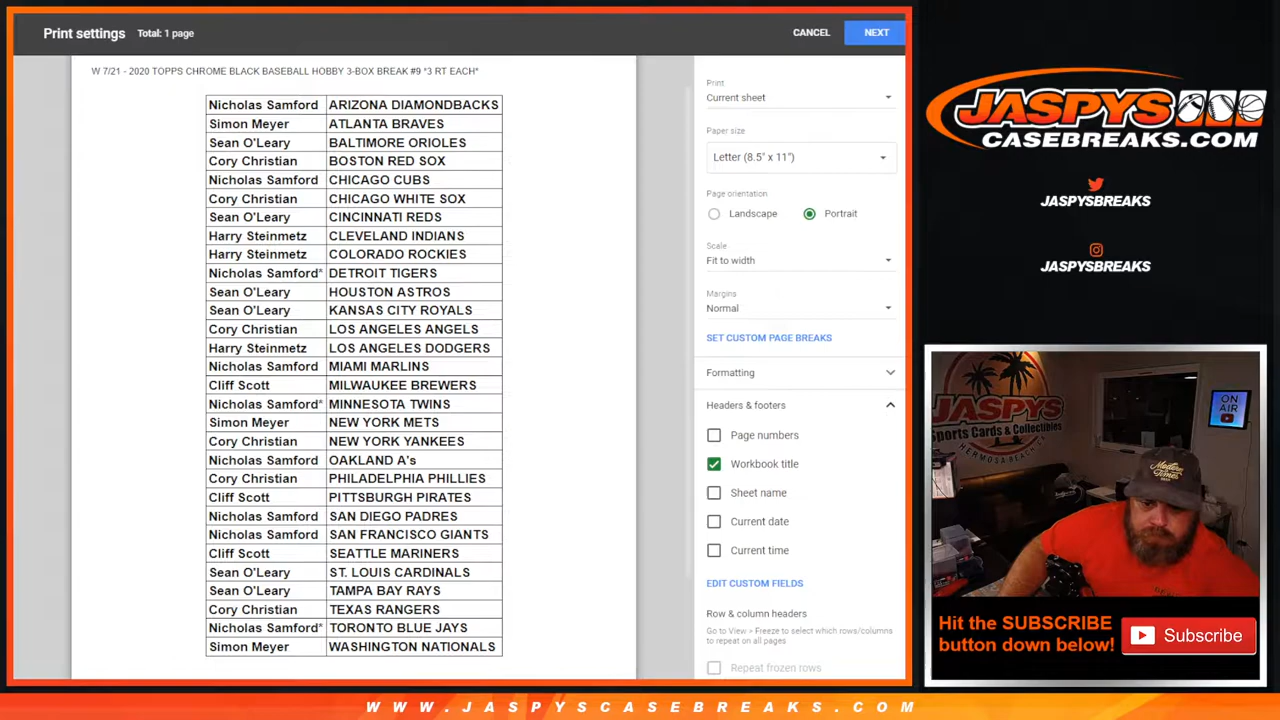 Print settings Total: 1 page CANCEL NEXT
W 7/21 - 2020 TOPPS CHROME BLACK BASEBALL HOBBY 3-BOX BREAK #9 *3 RT EACH*
Nicholas Samford ARIZONA DIAMONDBACKS
Simon Meyer ATLANTA BRAVES
Sean O'Leary BALTIMORE ORIOLES
Cory Christian BOSTON RED SOX
Nicholas Samford CHICAGO CUBS
Cory Christian CHICAGO WHITE SOX
Sean O'Leary CINCINNATI REDS
Harry Steinmetz CLEVELAND INDIANS
Harry Steinmetz COLORADO ROCKIES
Nicholas Samford* DETROIT TIGERS
Sean O'Leary HOUSTON ASTROS
Sean O'Leary KANSAS CITY ROYALS
Cory Christian LOS ANGELES ANGELS
Harry Steinmetz LOS ANGELES DODGERS
Nicholas Samford MIAMI MARLINS
Cliff Scott MILWAUKEE BREWERS
Nicholas Samford* MINNESOTA TWINS
Simon Meyer NEW YORK METS
Cory Christian NEW YORK YANKEES
Nicholas Samford OAKLAND A's
Cory Christian PHILADELPHIA PHILLIES
Cliff Scott PITTSBURGH PIRATES
Nicholas Samford SAN DIEGO PADRES
Nicholas Samford SAN FRANCISCO GIANTS
Cliff Scott SEATTLE MARINERS
Sean O'Leary ST. LOUIS CARDINALS
Sean O'Leary TAMPA BAY RAYS
Cory Christian TEXAS RANGERS
Nicholas Samford* TORONTO BLUE JAYS
Simon Meyer WASHINGTON NATIONALS
Print
Current sheet
Paper size
Letter (8.5" x 11")
Page orientation
Landscape Portrait
Scale
Fit to width
Margins
Normal
SET CUSTOM PAGE BREAKS
Formatting
Headers & footers
Page numbers
Workbook title
Sheet name
Current date
Current time
EDIT CUSTOM FIELDS
Row & column headers
Go to View > Freeze to select which rows/columns
to repeat on all pages
Repeat frozen rows
JASPYS
CASEBREAKS.COM
JASPYSBREAKS
JASPYSBREAKS
JASPYS
Sports Cards & Collectibles
HERMOSA BEACH
ON
AIR
Modern
Times
Hit the SUBSCRIBE
button down below!
Subscribe
WWW.JASPYSCASEBREAKS.COM